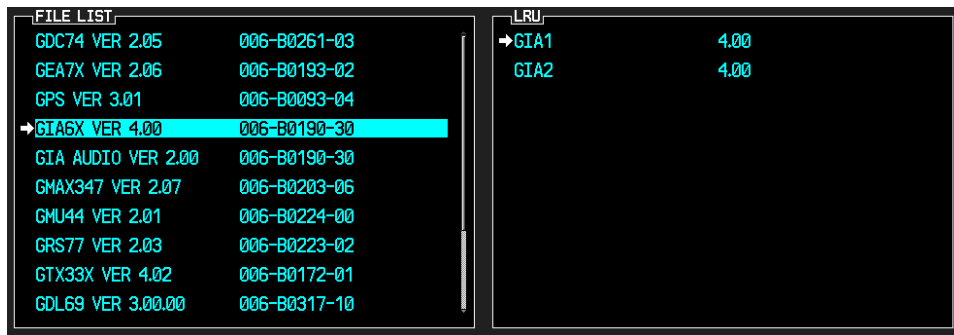 FILE LIST
GDC74 VER 2.05 006-B0261-03
GEA7X VER 2.06 006-B0193-02
GPS VER 3.01 006-B0093-04
GIA6X VER 4.00 006-B0190-30
GIA AUDIO VER 2.00 006-B0190-30
GMAX347 VER 2.07 006-B0203-06
GMU44 VER 2.01 006-B0224-00
GRS77 VER 2.03 006-B0223-02
GTX33X VER 4.02 006-B0172-01
GDL69 VER 3.00.00 006-B0317-10
LRU
GIA1 4.00
GIA2 4.00